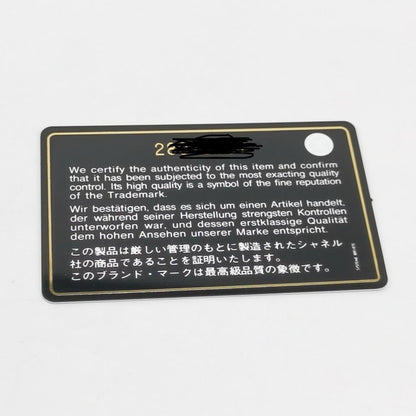 28
We certify the authenticity of this item and confirm
that it has been subjected to the most exacting quality
control. Its high quality is a symbol of the fine reputation
of the Trademark.
Wir bestätigen, dass es sich um einen Artikel handelt,
der während seiner Herstellung strengsten Kontrollen
unterworfen war, und dessen erstklassige Qualität
dem hohen Ansehen unserer Marke entspricht.
この製品は厳しい管理のもとに製造されたシャネル
社の商品であることを証明いたします。
このブランド・マークは最高級品質の象徴です。